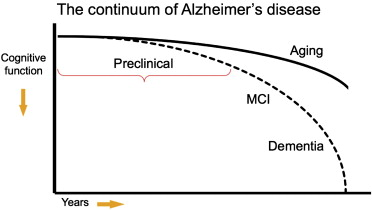 The continuum of Alzheimer's disease
Cognitive
function
Aging
Preclinical
MCI
Dementia
Years